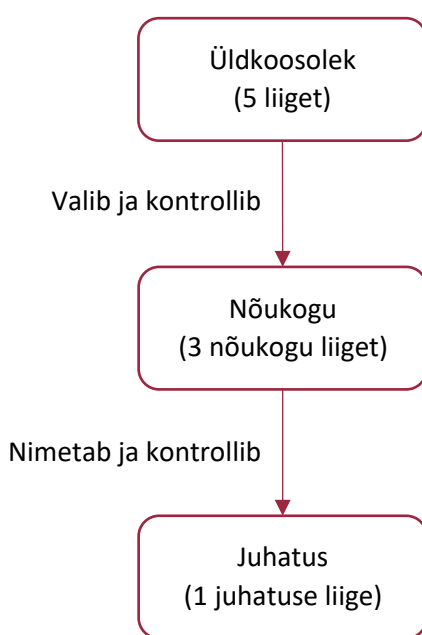 Üldkoosolek
(5 liiget)
Valib ja kontrollib
Nõukogu
(3 nõukogu liiget)
Nimetab ja kontrollib
Juhatus
(1 juhatuse liige)